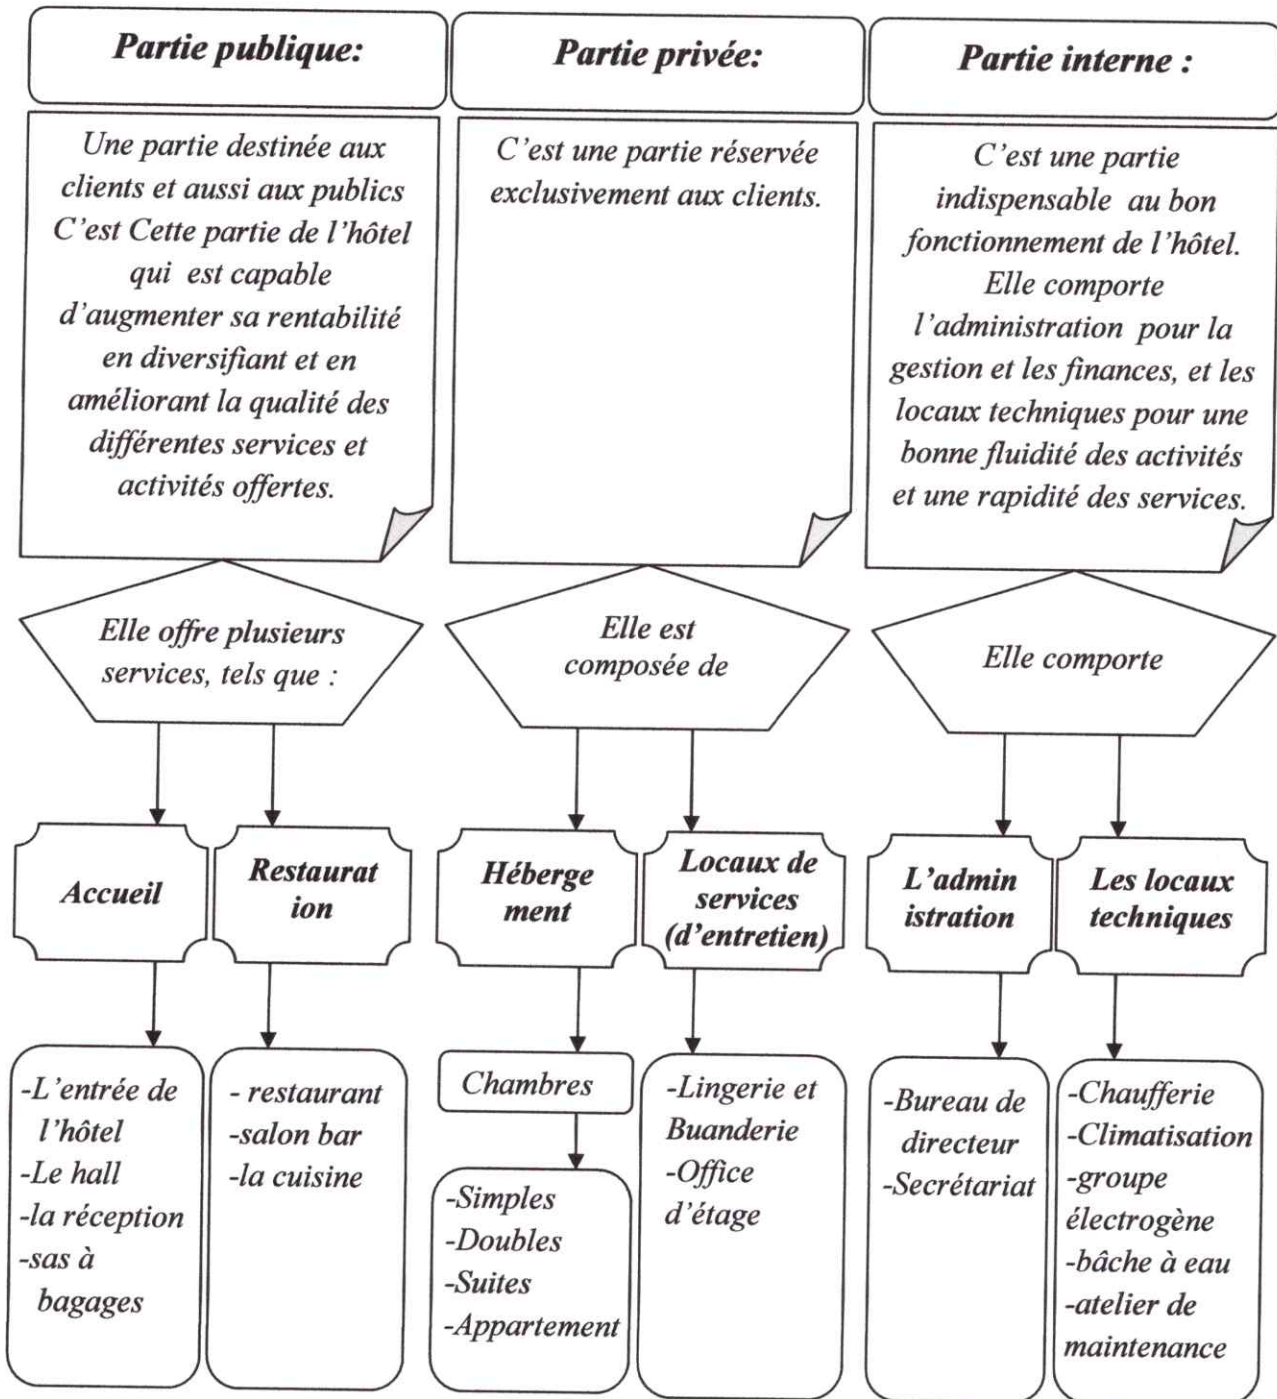 Partie publique:
Une partie destinée aux
clients et aussi aux publics
C'est Cette partie de l'hôtel
qui est capable
d'augmenter sa rentabilité
en diversifiant et en
améliorant la qualité des
différentes services et
activités offertes.
Elle offre plusieurs
services, tels que :
Accueil
-L'entrée de
l'hôtel
-Le hall
-la réception
-sas à
bagages
Restaurat
ion
- restaurant
-salon bar
-la cuisine
Partie privée:
C'est une partie réservée
exclusivement aux clients.
Elle est
composée de
Héberge
ment
Chambres
-Simples
-Doubles
-Suites
-Appartement
Locaux de
services
(d'entretien)
-Lingerie et
Buanderie
-Office
d'étage
Partie interne :
C'est une partie
indispensable au bon
fonctionnement de l'hôtel.
Elle comporte
l'administration pour la
gestion et les finances, et les
locaux techniques pour une
bonne fluidité des activités
et une rapidité des services.
Elle comporte
L'admin
istration
-Bureau de
directeur
-Secrétariat
Les locaux
techniques
-Chaufferie
-Climatisation
-groupe
électrogène
-bâche à eau
-atelier de
maintenance